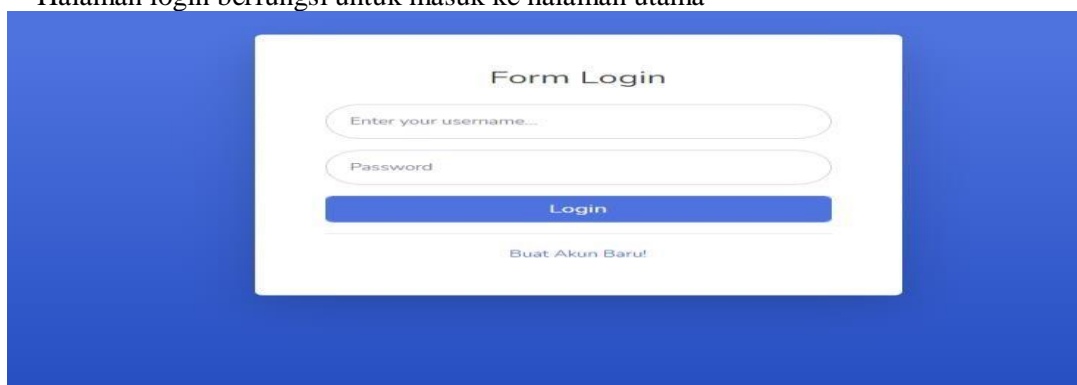 Halaman login berfungsi untuk masuk ke halaman utama
Form Login
Enter your username...
Password
Login
Buat Akun Baru!